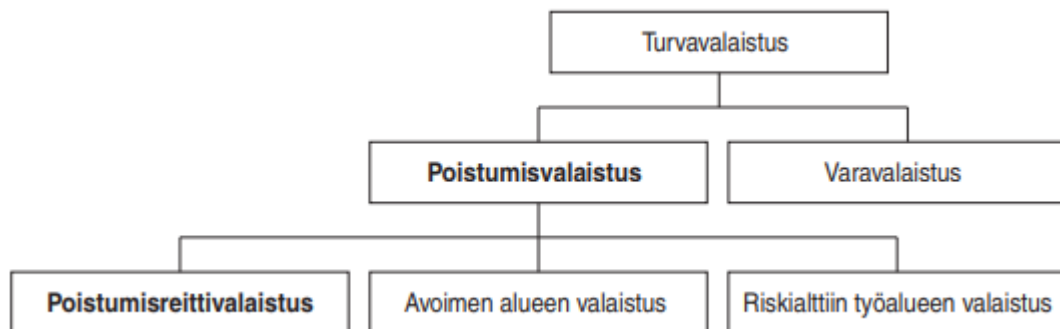 Turvavalaistus
Poistumisvalaistus
Varavalaistus
Poistumisreittivalaistus
Avoimen alueen valaistus
Riskialttiin työalueen valaistus